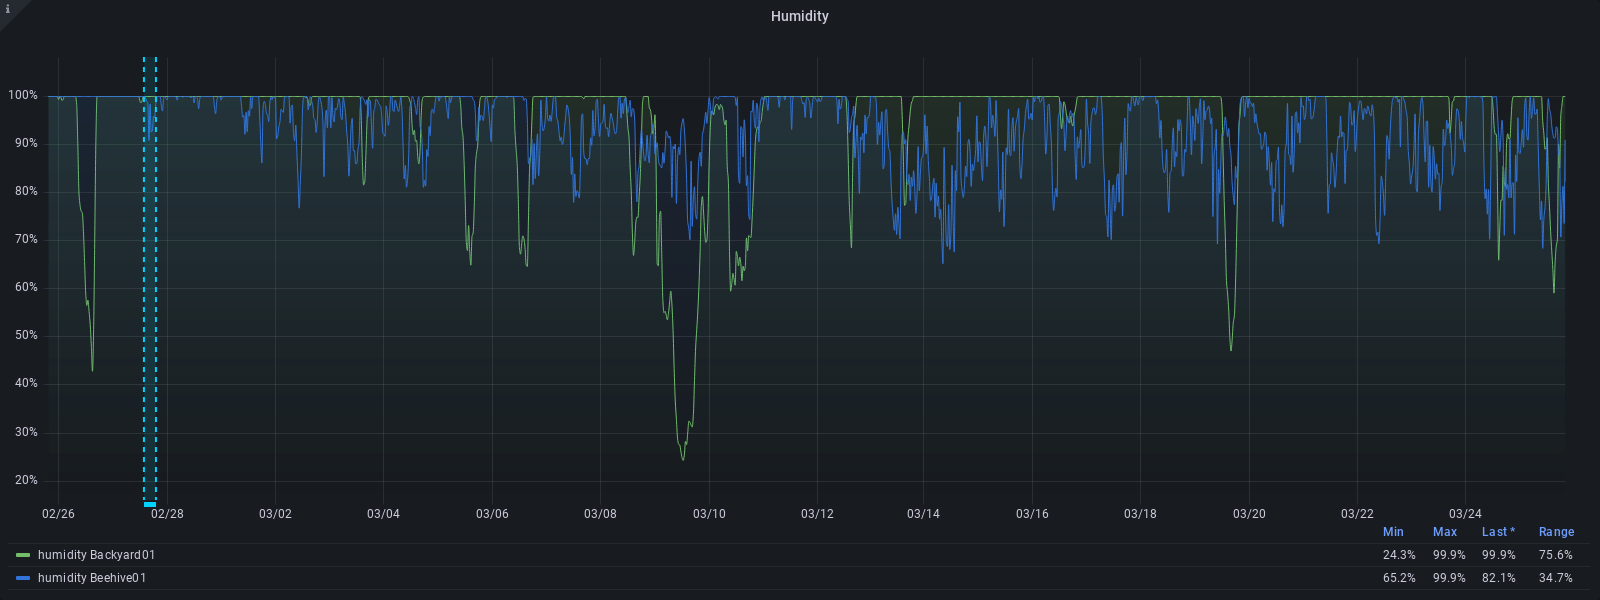 i
Humidity
100%
90%
80%
70%
60%
50%
40%
30%
20%
02/26 02/28 03/02 03/04 03/06 03/08 03/10 03/12 03/14 03/16 03/18 03/20 03/22 03/24
Min Max Last * Range
humidity Backyard01 24.3% 99.9% 99.9% 75.6%
humidity Beehive01 65.2% 99.9% 82.1% 34.7%